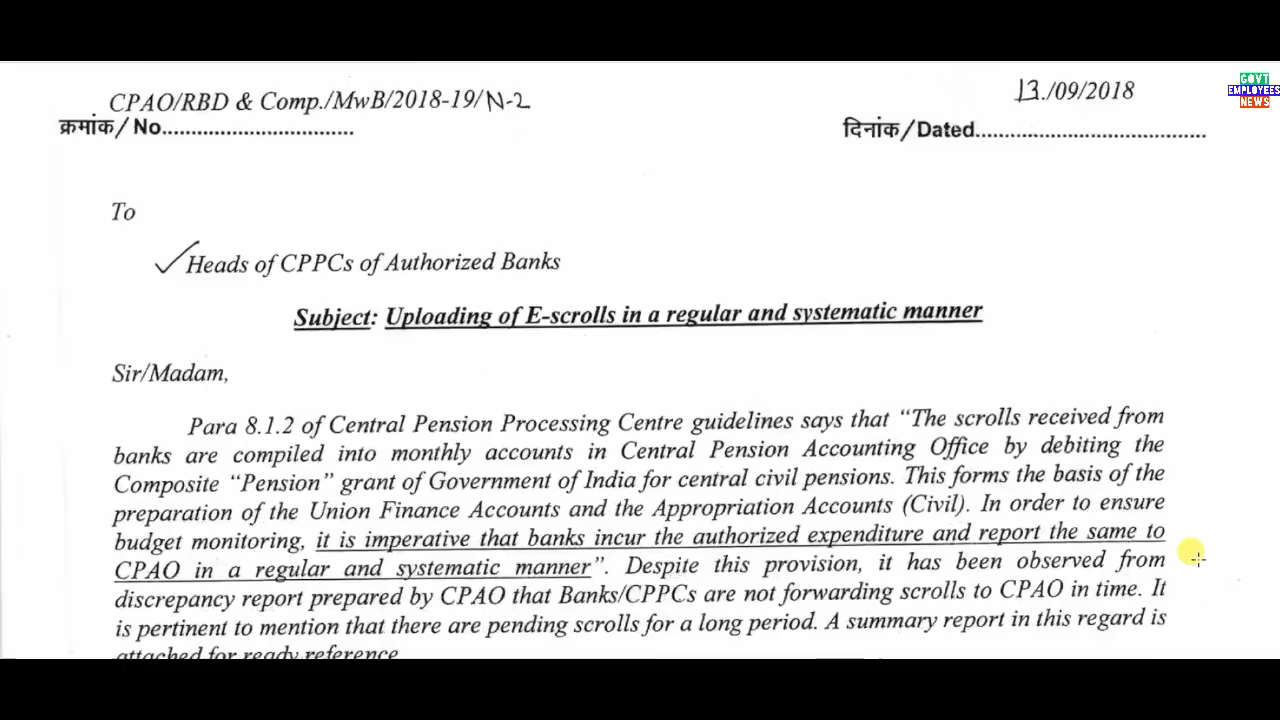 CPAO/RBD & Comp./MwB/2018-19/N-2
13./09/2018
GOVT
EMPLOYEES
NEWS
क्रमांक/No.................................
दिनांक/Dated.......................................
To
Heads of CPPCs of Authorized Banks
Subject: Uploading of E-scrolls in a regular and systematic manner
Sir/Madam,
Para 8.1.2 of Central Pension Processing Centre guidelines says that “The scrolls received from
banks are compiled into monthly accounts in Central Pension Accounting Office by debiting the
Composite “Pension” grant of Government of India for central civil pensions. This forms the basis of the
preparation of the Union Finance Accounts and the Appropriation Accounts (Civil). In order to ensure
budget monitoring, it is imperative that banks incur the authorized expenditure and report the same to
CPAO in a regular and systematic manner”. Despite this provision, it has been observed from
discrepancy report prepared by CPAO that Banks/CPPCs are not forwarding scrolls to CPAO in time. It
is pertinent to mention that there are pending scrolls for a long period. A summary report in this regard is
attached for ready reference